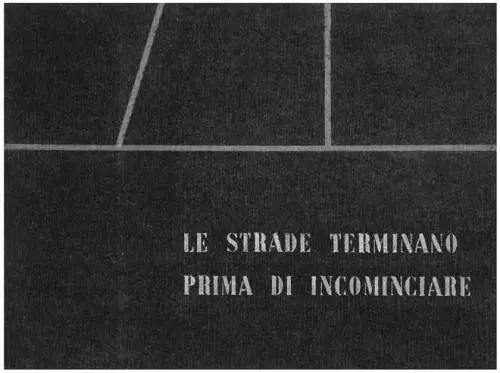 LE STRADE TERMINANO
PRIMA DI INCOMINCIARE